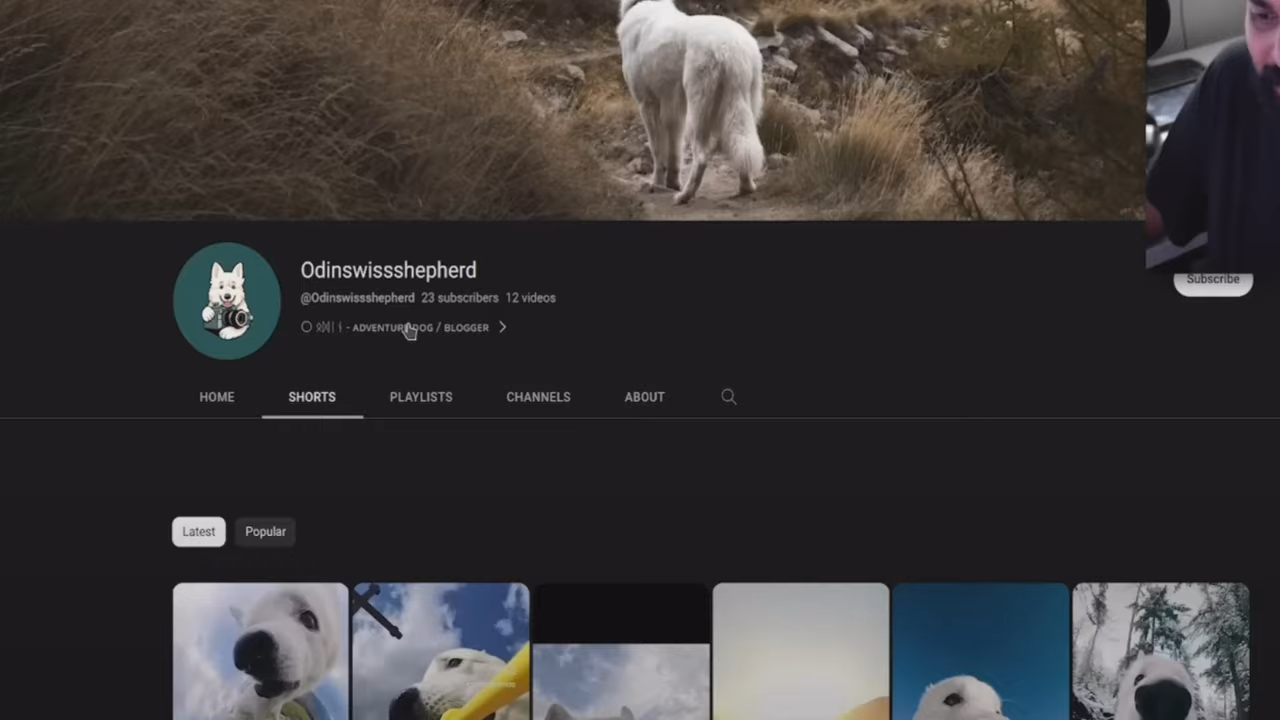 Odinswissshepherd
@Odinswissshepherd 23 subscribers 12 videos
- ADVENTURE DOG / BLOGGER
Subscribe
HOME SHORTS PLAYLISTS CHANNELS ABOUT
Latest Popular